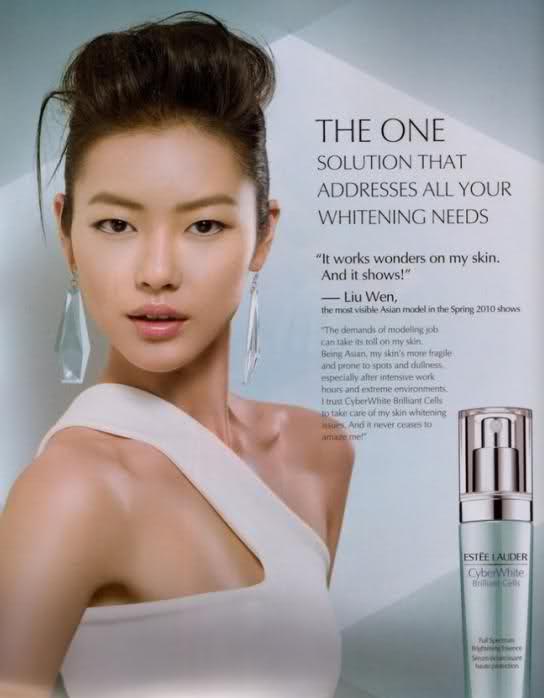 THE ONE
SOLUTION THAT
ADDRESSES ALL YOUR
WHITENING NEEDS
“It works wonders on my skin.
And it shows!”
— Liu Wen,
the most visible Asian model in the Spring 2010 shows
"The demands of modeling job
can take its toll on my skin.
Being Asian, my skin's more fragile
and prone to spots and dullness,
especially after intensive work
hours and extreme environments.
I trust CyberWhite Brilliant Cells
to take care of my skin whitening
issues. And it never ceases to
amaze me!"
ESTĒE LAUDER
CyberWhite
Brilliant Cells
Full Spectrum
Brightening Essence
Sérum éclaircissant
haute protection